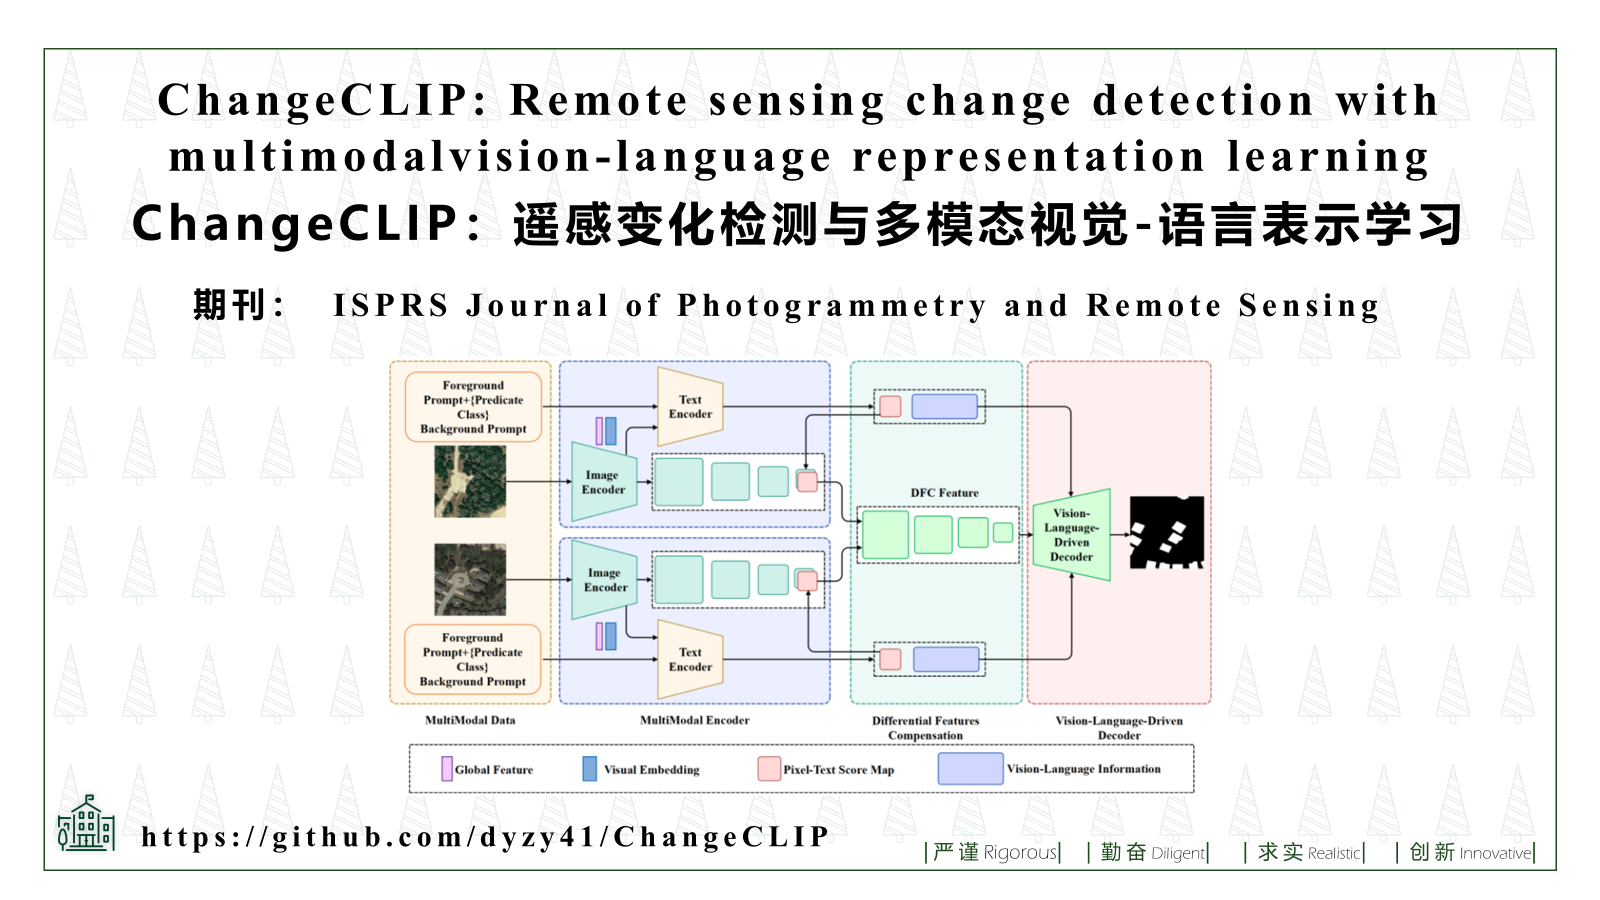 ChangeCLIP: Remote sensing change detection with
multimodalvision-language representation learning
ChangeCLIP：遥感变化检测与多模态视觉-语言表示学习
期刊： ISPRS Journal of Photogrammetry and Remote Sensing
Foreground
Prompt+{Predicate
Class}
Background Prompt
Text
Encoder
Image
Encoder
DFC Feature
Vision-
Language-
Driven
Decoder
Image
Encoder
Foreground
Prompt+{Predicate
Class}
Background Prompt
Text
Encoder
MultiModal Data
MultiModal Encoder
Differential Features
Compensation
Vision-Language-Driven
Decoder
Global Feature
Visual Embedding
Pixel-Text Score Map
Vision-Language Information
https://github.com/dyzy41/ChangeCLIP
|严谨 Rigorous| |勤奋 Diligent| |求实 Realistic| |创新 Innovative|